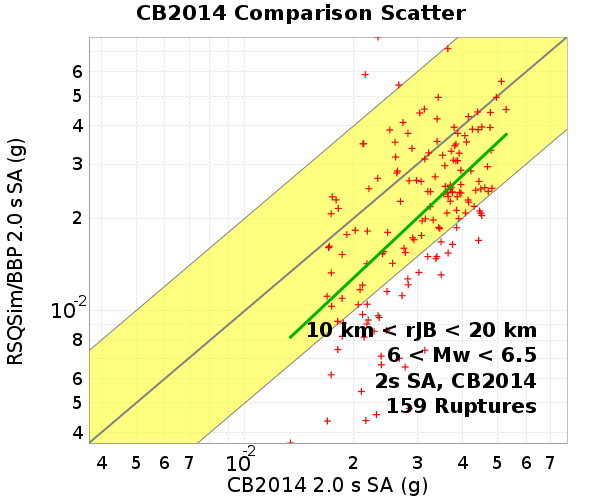 CB2014 Comparison Scatter
RSQSim/BBP 2.0 s SA (g)
6
5
4
3
2
10-2
8
6
5
4
10 km < rJB < 20 km
6 < Mw < 6.5
2s SA, CB2014
159 Ruptures
4 5 6 7 10-2 2 3 4 5 6 7
CB2014 2.0 s SA (g)